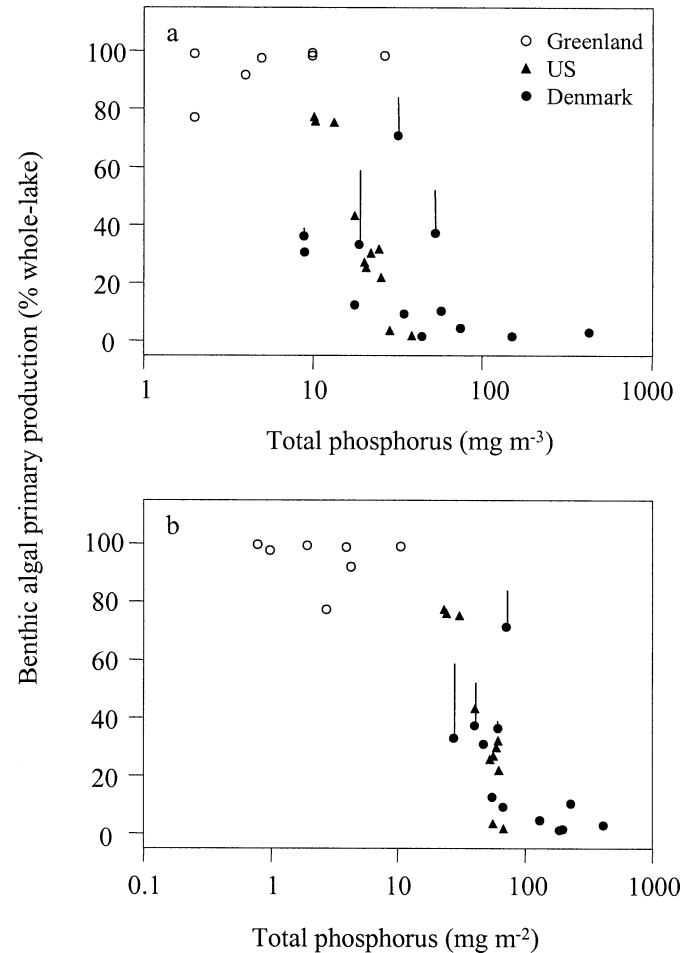 a
Greenland
US
Denmark
100
80
60
40
20
0
1
10
100
1000
Total phosphorus (mg m-3)
Benthic algal primary production (% whole-lake)
b
100
80
60
40
20
0
0.1
1
10
100
1000
Total phosphorus (mg m-2)